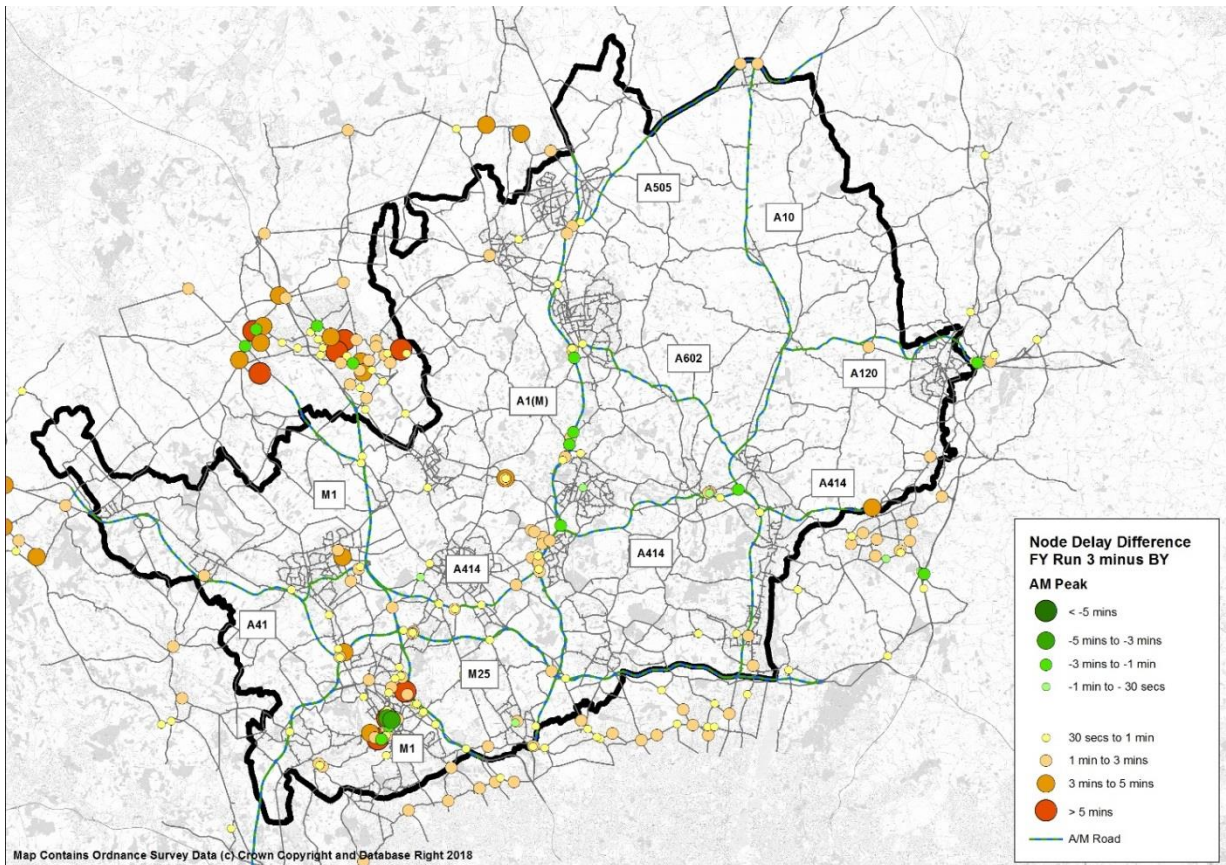 A505
A10
A602
A120
A1(M)
M1
A414
A414
A414
A41
M25
M1
Node Delay Difference
FY Run 3 minus BY
AM Peak
< -5 mins
-5 mins to -3 mins
-3 mins to -1 min
-1 min to - 30 secs
30 secs to 1 min
1 min to 3 mins
3 mins to 5 mins
> 5 mins
A/M Road
Map Contains Ordnance Survey Data (c) Crown Copyright and Database Right 2018